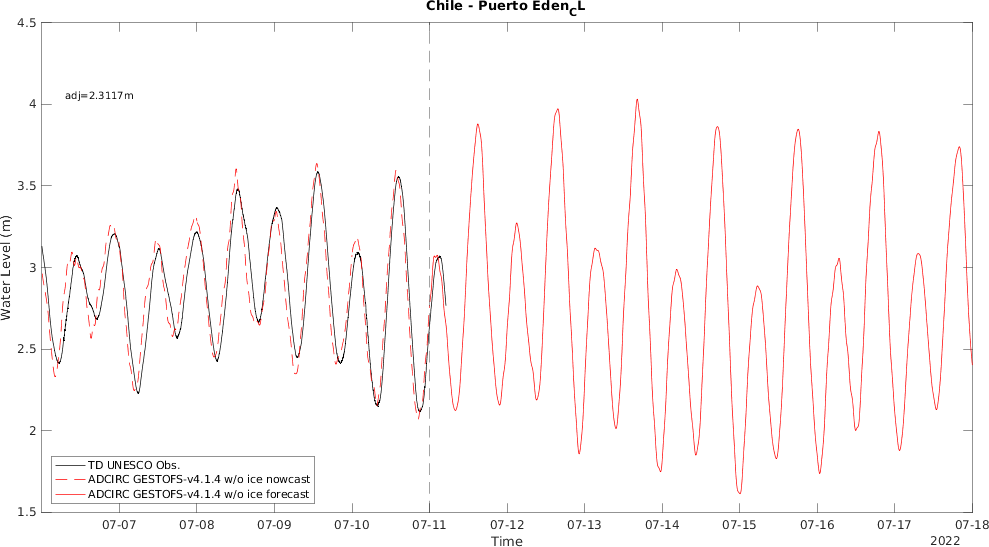 Chile - Puerto Eden_CL
4.5
4
3.5
3
2.5
2
1.5
Water Level (m)
adj=2.3117m
TD UNESCO Obs.
ADCIRC GESTOFS-v4.1.4 w/o ice nowcast
ADCIRC GESTOFS-v4.1.4 w/o ice forecast
07-07 07-08 07-09 07-10 07-11 07-12 07-13 07-14 07-15 07-16 07-17 07-18
Time
2022